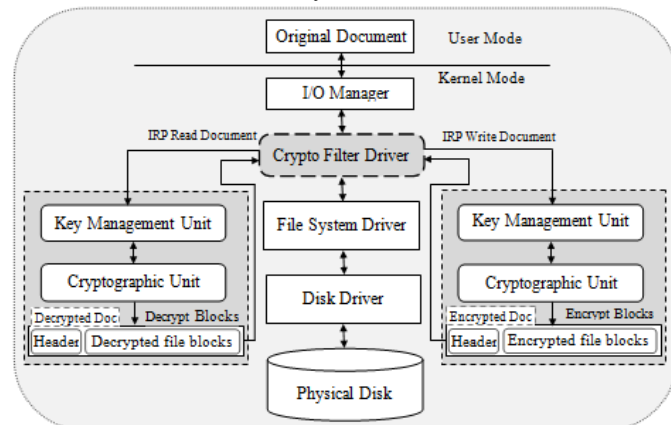 Original Document
User Mode
Kernel Mode
I/O Manager
IRP Read Document
IRP Write Document
Crypto Filter Driver
Key Management Unit
File System Driver
Key Management Unit
Cryptographic Unit
Cryptographic Unit
Disk Driver
Decrypted Doc
Decrypt Blocks
Encrypted Doc
Encrypt Blocks
Header
Decrypted file blocks
Header
Encrypted file blocks
Physical Disk